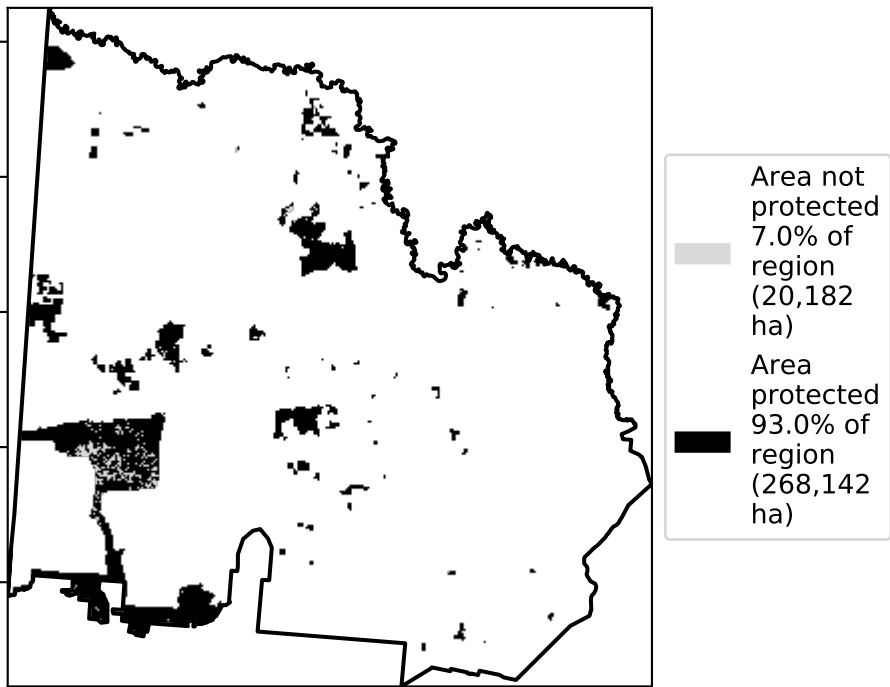 Area not
protected
7.0% of
region
(20,182
ha)
Area
protected
93.0% of
region
(268,142
ha)